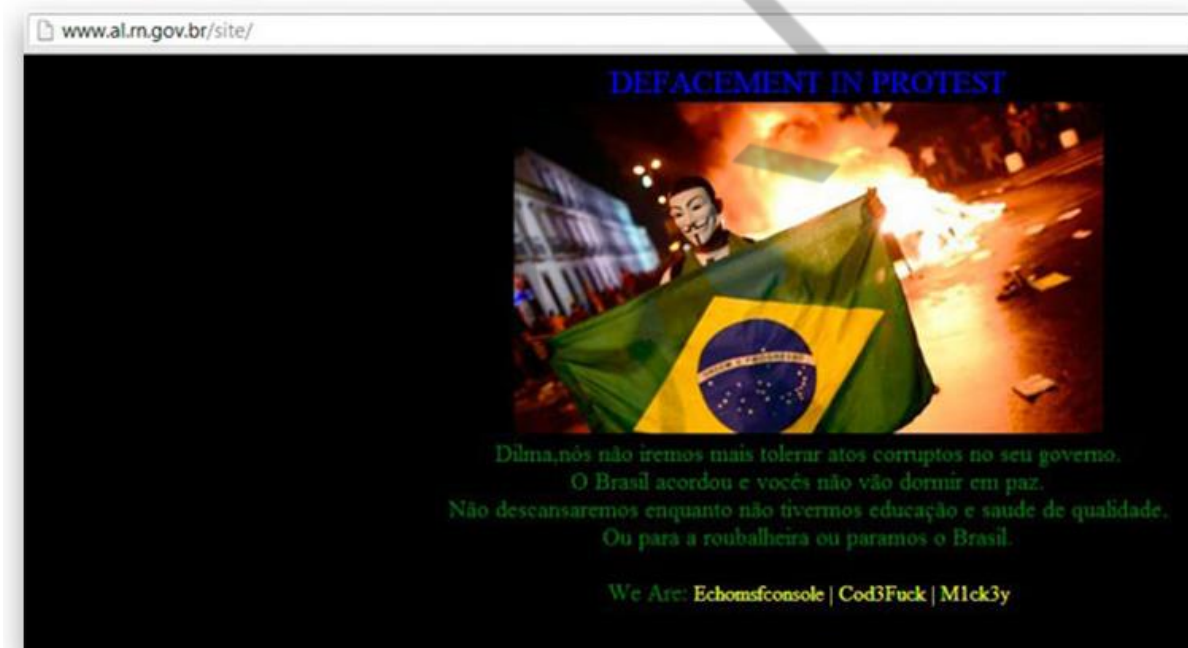 www.al.rn.gov.br/site/
DEFACEMENT IN PROTEST
Dilma,nós não iremos mais tolerar atos corruptos no seu governo.
O Brasil acordou e vocês não vão dormir em paz.
Não descansaremos enquanto não tivermos educação e saude de qualidade.
Ou para a roubalheira ou paramos o Brasil.
We Are: Echomsfconsole | Cod3Fuck | M1ck3y